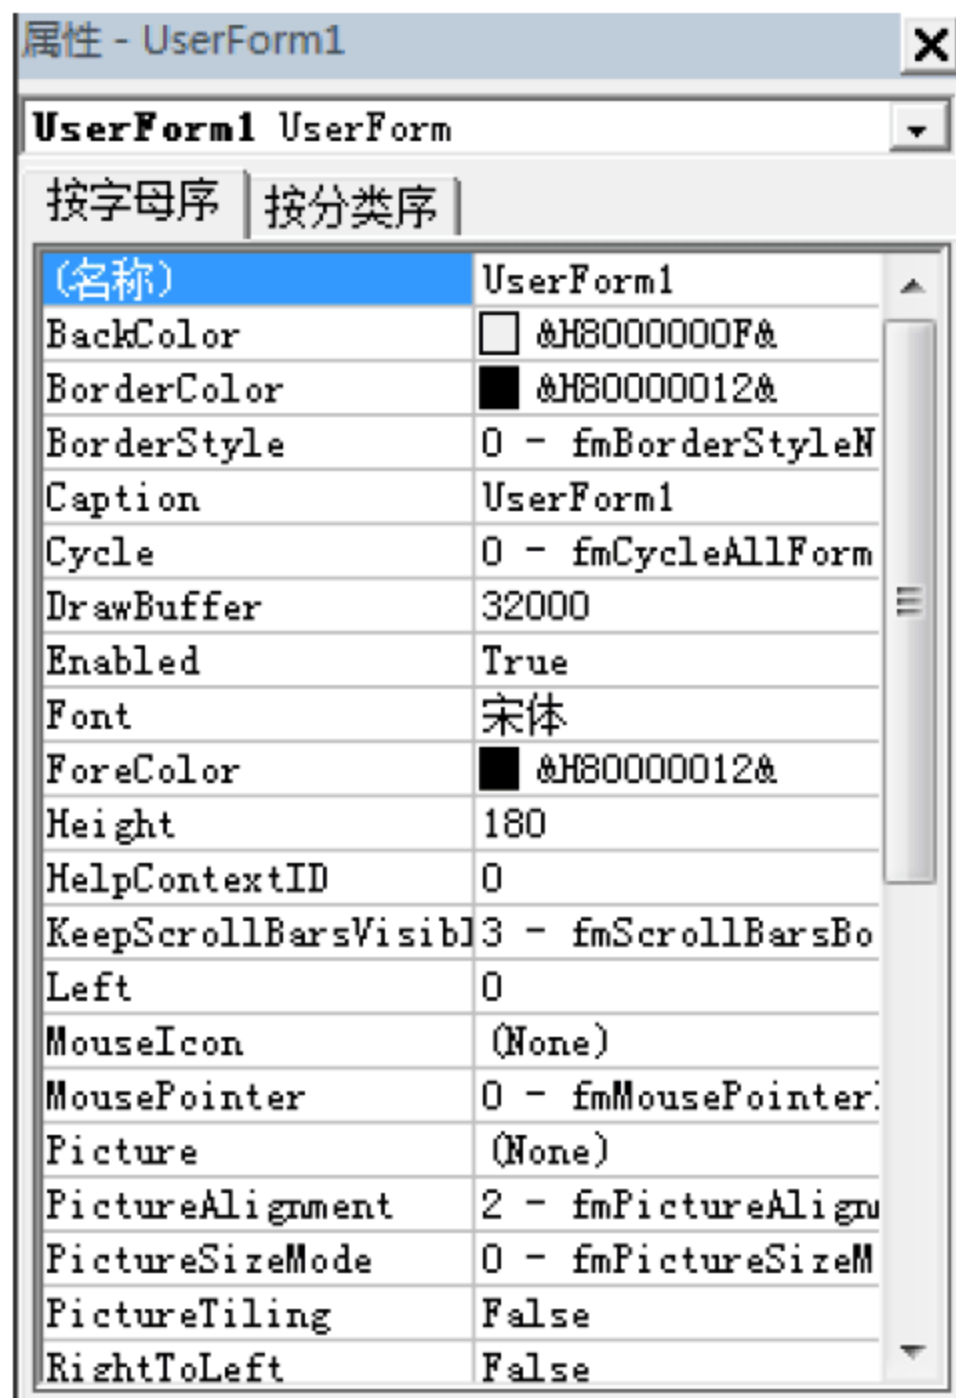 属性 - UserForm1
UserForm1 UserForm
按字母序 按分类序
(名称) UserForm1
BackColor &H8000000F&
BorderColor &H80000012&
BorderStyle 0 - fmBorderStyleN
Caption UserForm1
Cycle 0 - fmCycleAllForm
DrawBuffer 32000
Enabled True
Font 宋体
ForeColor &H80000012&
Height 180
HelpContextID 0
KeepScrollBarsVisibl 3 - fmScrollBarsBo
Left 0
MouseIcon (None)
MousePointer 0 - fmMousePointer
Picture (None)
PictureAlignment 2 - fmPictureAlign
PictureSizeMode 0 - fmPictureSizeM
PictureTiling False
RightToLeft False